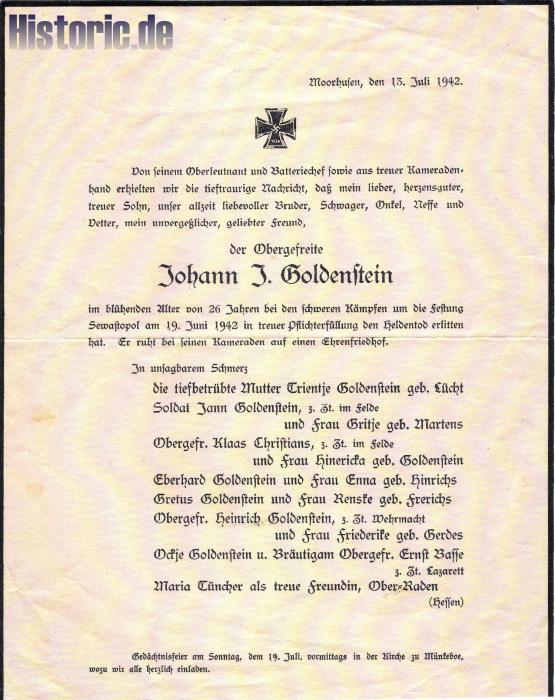 Historic.de
Moorhusen, den 13. Juli 1942.
Von seinem Oberleutnant und Batteriechef sowie aus treuer Kameraden-
hand erhielten wir die tieftraurige Nachricht, daß mein lieber, herzensguter,
treuer Sohn, unser allzeit liebevoller Bruder, Schwager, Onkel, Neffe und
Vetter, mein unvergeßlicher, geliebter Freund,
der Obergefreite
Johann J. Goldenstein
im blühenden Alter von 26 Jahren bei den schweren Kämpfen um die Festung
Sewastopol am 19. Juni 1942 in treuer Pflichterfüllung den Heldentod erlitten
hat. Er ruht bei seinen Kameraden auf einen Ehrenfriedhof.
In unsagbarem Schmerz
die tiefbetrübte Mutter Trientje Goldenstein geb. Lücht
Soldat Jann Goldenstein, z. Zt. im Felde
und Frau Gritje geb. Martens
Obergefr. Klaas Christians, z. Zt. im Felde
und Frau Hinericka geb. Goldenstein
Eberhard Goldenstein und Frau Enna geb. Hinrichs
Gretus Goldenstein und Frau Renske geb. Frerichs
Obergefr. Heinrich Goldenstein, z. Zt. Wehrmacht
und Frau Friederike geb. Gerdes
Ockje Goldenstein u. Bräutigam Obergefr. Ernst Basse
z. Zt. Lazarett
Maria Tüncher als treue Freundin, Ober-Raden
(Hessen)
Gedächtnisfeier am Sonntag, dem 19. Juli, vormittags in der Kirche zu Münkeboe,
wozu wir alle herzlich einladen.